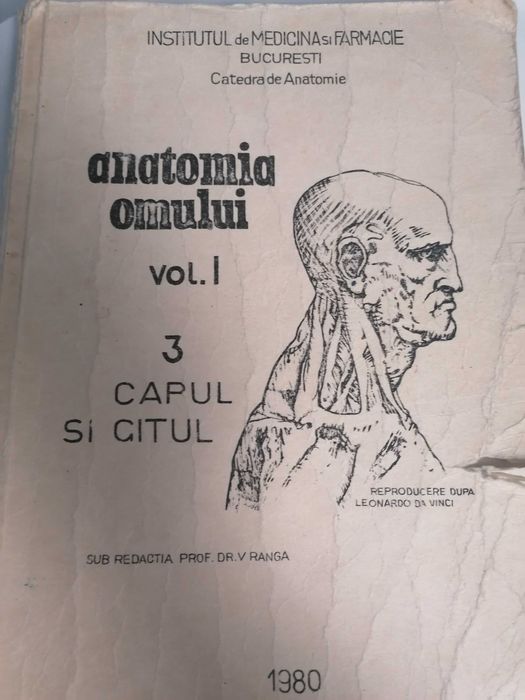 INSTITUTUL de MEDICINA si FARMACIE
BUCURESTI
Catedra de Anatomie
anatomia
omului
vol. I
3
CAPUL
Si GITUL
REPRODUCERE DUPA
LEONARDO DA VINCI
SUB REDACTIA PROF. DR. V RANGA
1980